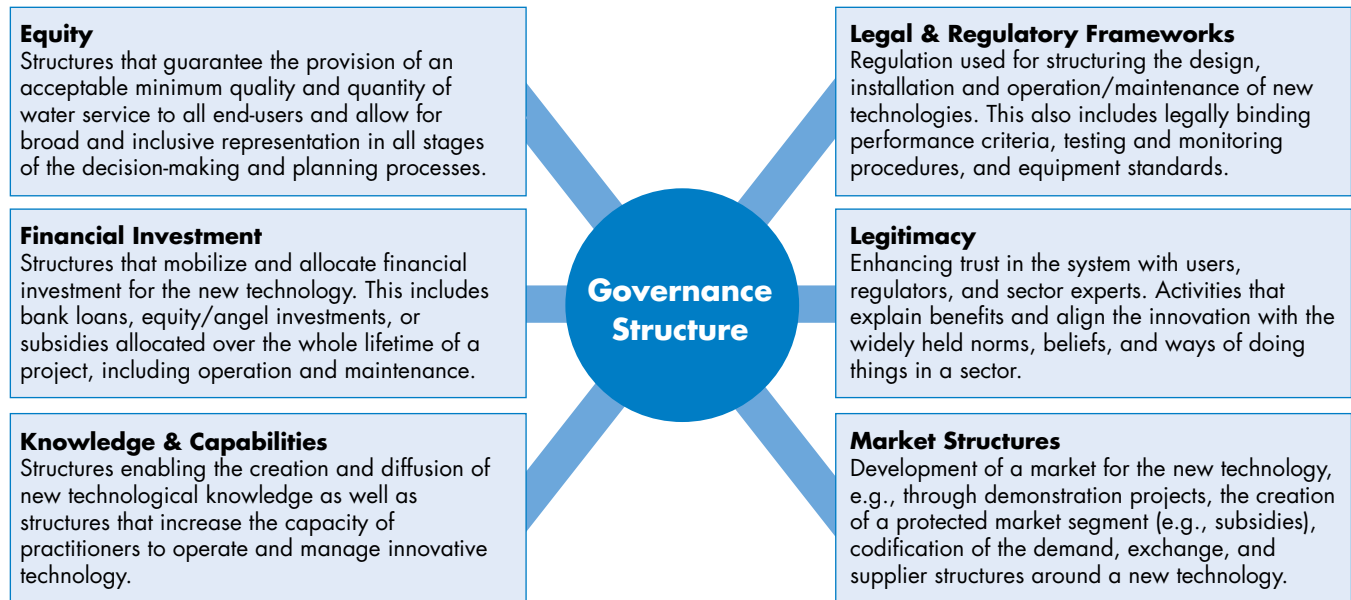 Equity
Structures that guarantee the provision of an
acceptable minimum quality and quantity of
water service to all end-users and allow for
broad and inclusive representation in all stages
of the decision-making and planning processes.
Financial Investment
Structures that mobilize and allocate financial
investment for the new technology. This includes
bank loans, equity/angel investments, or
subsidies allocated over the whole lifetime of a
project, including operation and maintenance.
Knowledge & Capabilities
Structures enabling the creation and diffusion of
new technological knowledge as well as
structures that increase the capacity of
practitioners to operate and manage innovative
technology.
Governance
Structure
Legal & Regulatory Frameworks
Regulation used for structuring the design,
installation and operation/maintenance of new
technologies. This also includes legally binding
performance criteria, testing and monitoring
procedures, and equipment standards.
Legitimacy
Enhancing trust in the system with users,
regulators, and sector experts. Activities that
explain benefits and align the innovation with the
widely held norms, beliefs, and ways of doing
things in a sector.
Market Structures
Development of a market for the new technology,
e.g., through demonstration projects, the creation
of a protected market segment (e.g., subsidies),
codification of the demand, exchange, and
supplier structures around a new technology.